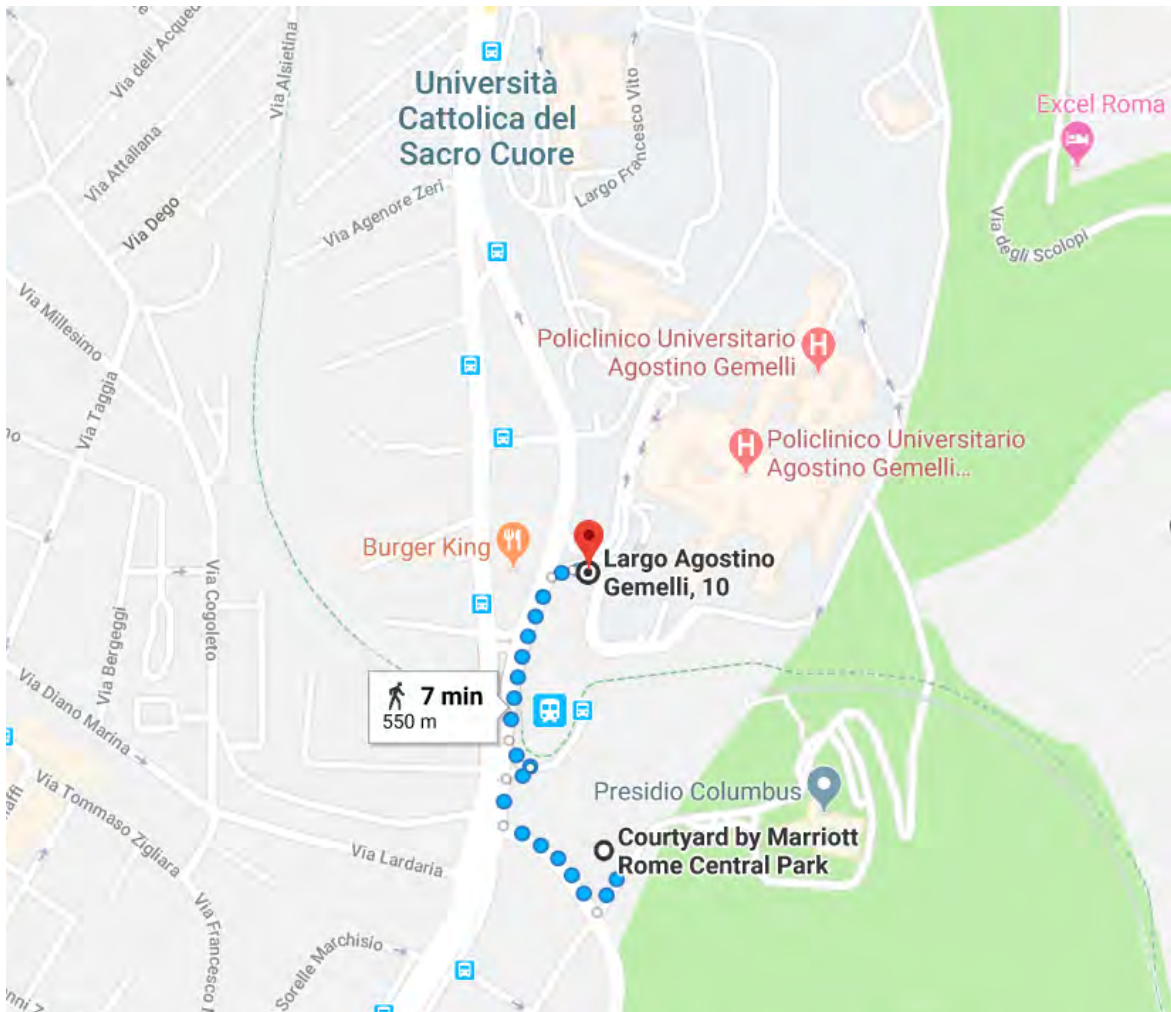 Via dell' Acqued
Via Alsietina
Università
Cattolica del
Sacro Cuore
Largo Francesco Vito
Excel Roma
Via Attaliana
Via Agenore Zeri
Via Dego
Via degli Scolopi
Via Millesimo
Policlinico Universitario
Agostino Gemelli
Via Taggia
Policlinico Universitario
Agostino Gemelli...
Burger King
Largo Agostino
Gemelli, 10
Via Cogoleto
Via Bergeggi
7 min
550 m
Via Diano Marina
Presidio Columbus
Via Tommaso Zigliara
Courtyard by Marriott
Rome Central Park
Via Lardaria
Via Francesco
Sorelle Marchisio